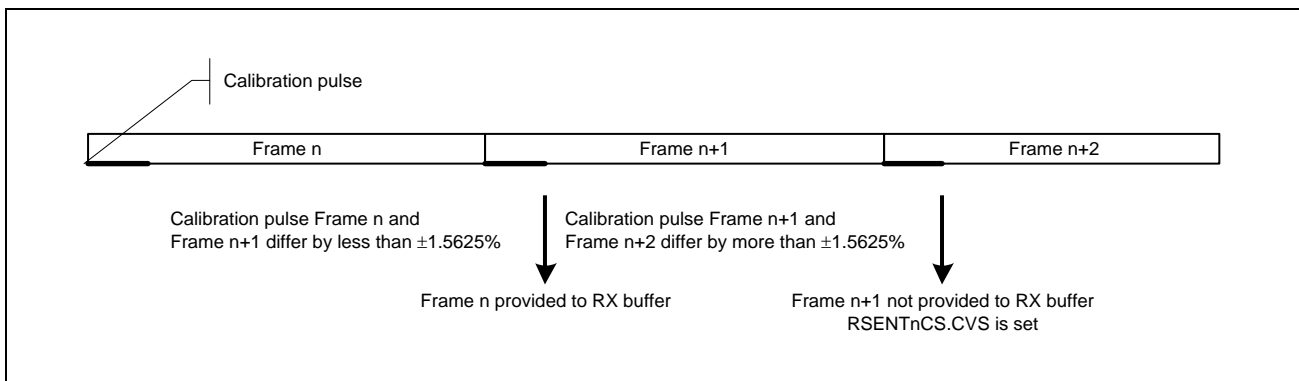 Calibration pulse
Frame n
Frame n+1
Frame n+2
Calibration pulse Frame n and
Frame n+1 differ by less than ±1.5625%
Calibration pulse Frame n+1 and
Frame n+2 differ by more than ±1.5625%
Frame n provided to RX buffer
Frame n+1 not provided to RX buffer
RSENTnCS.CVS is set